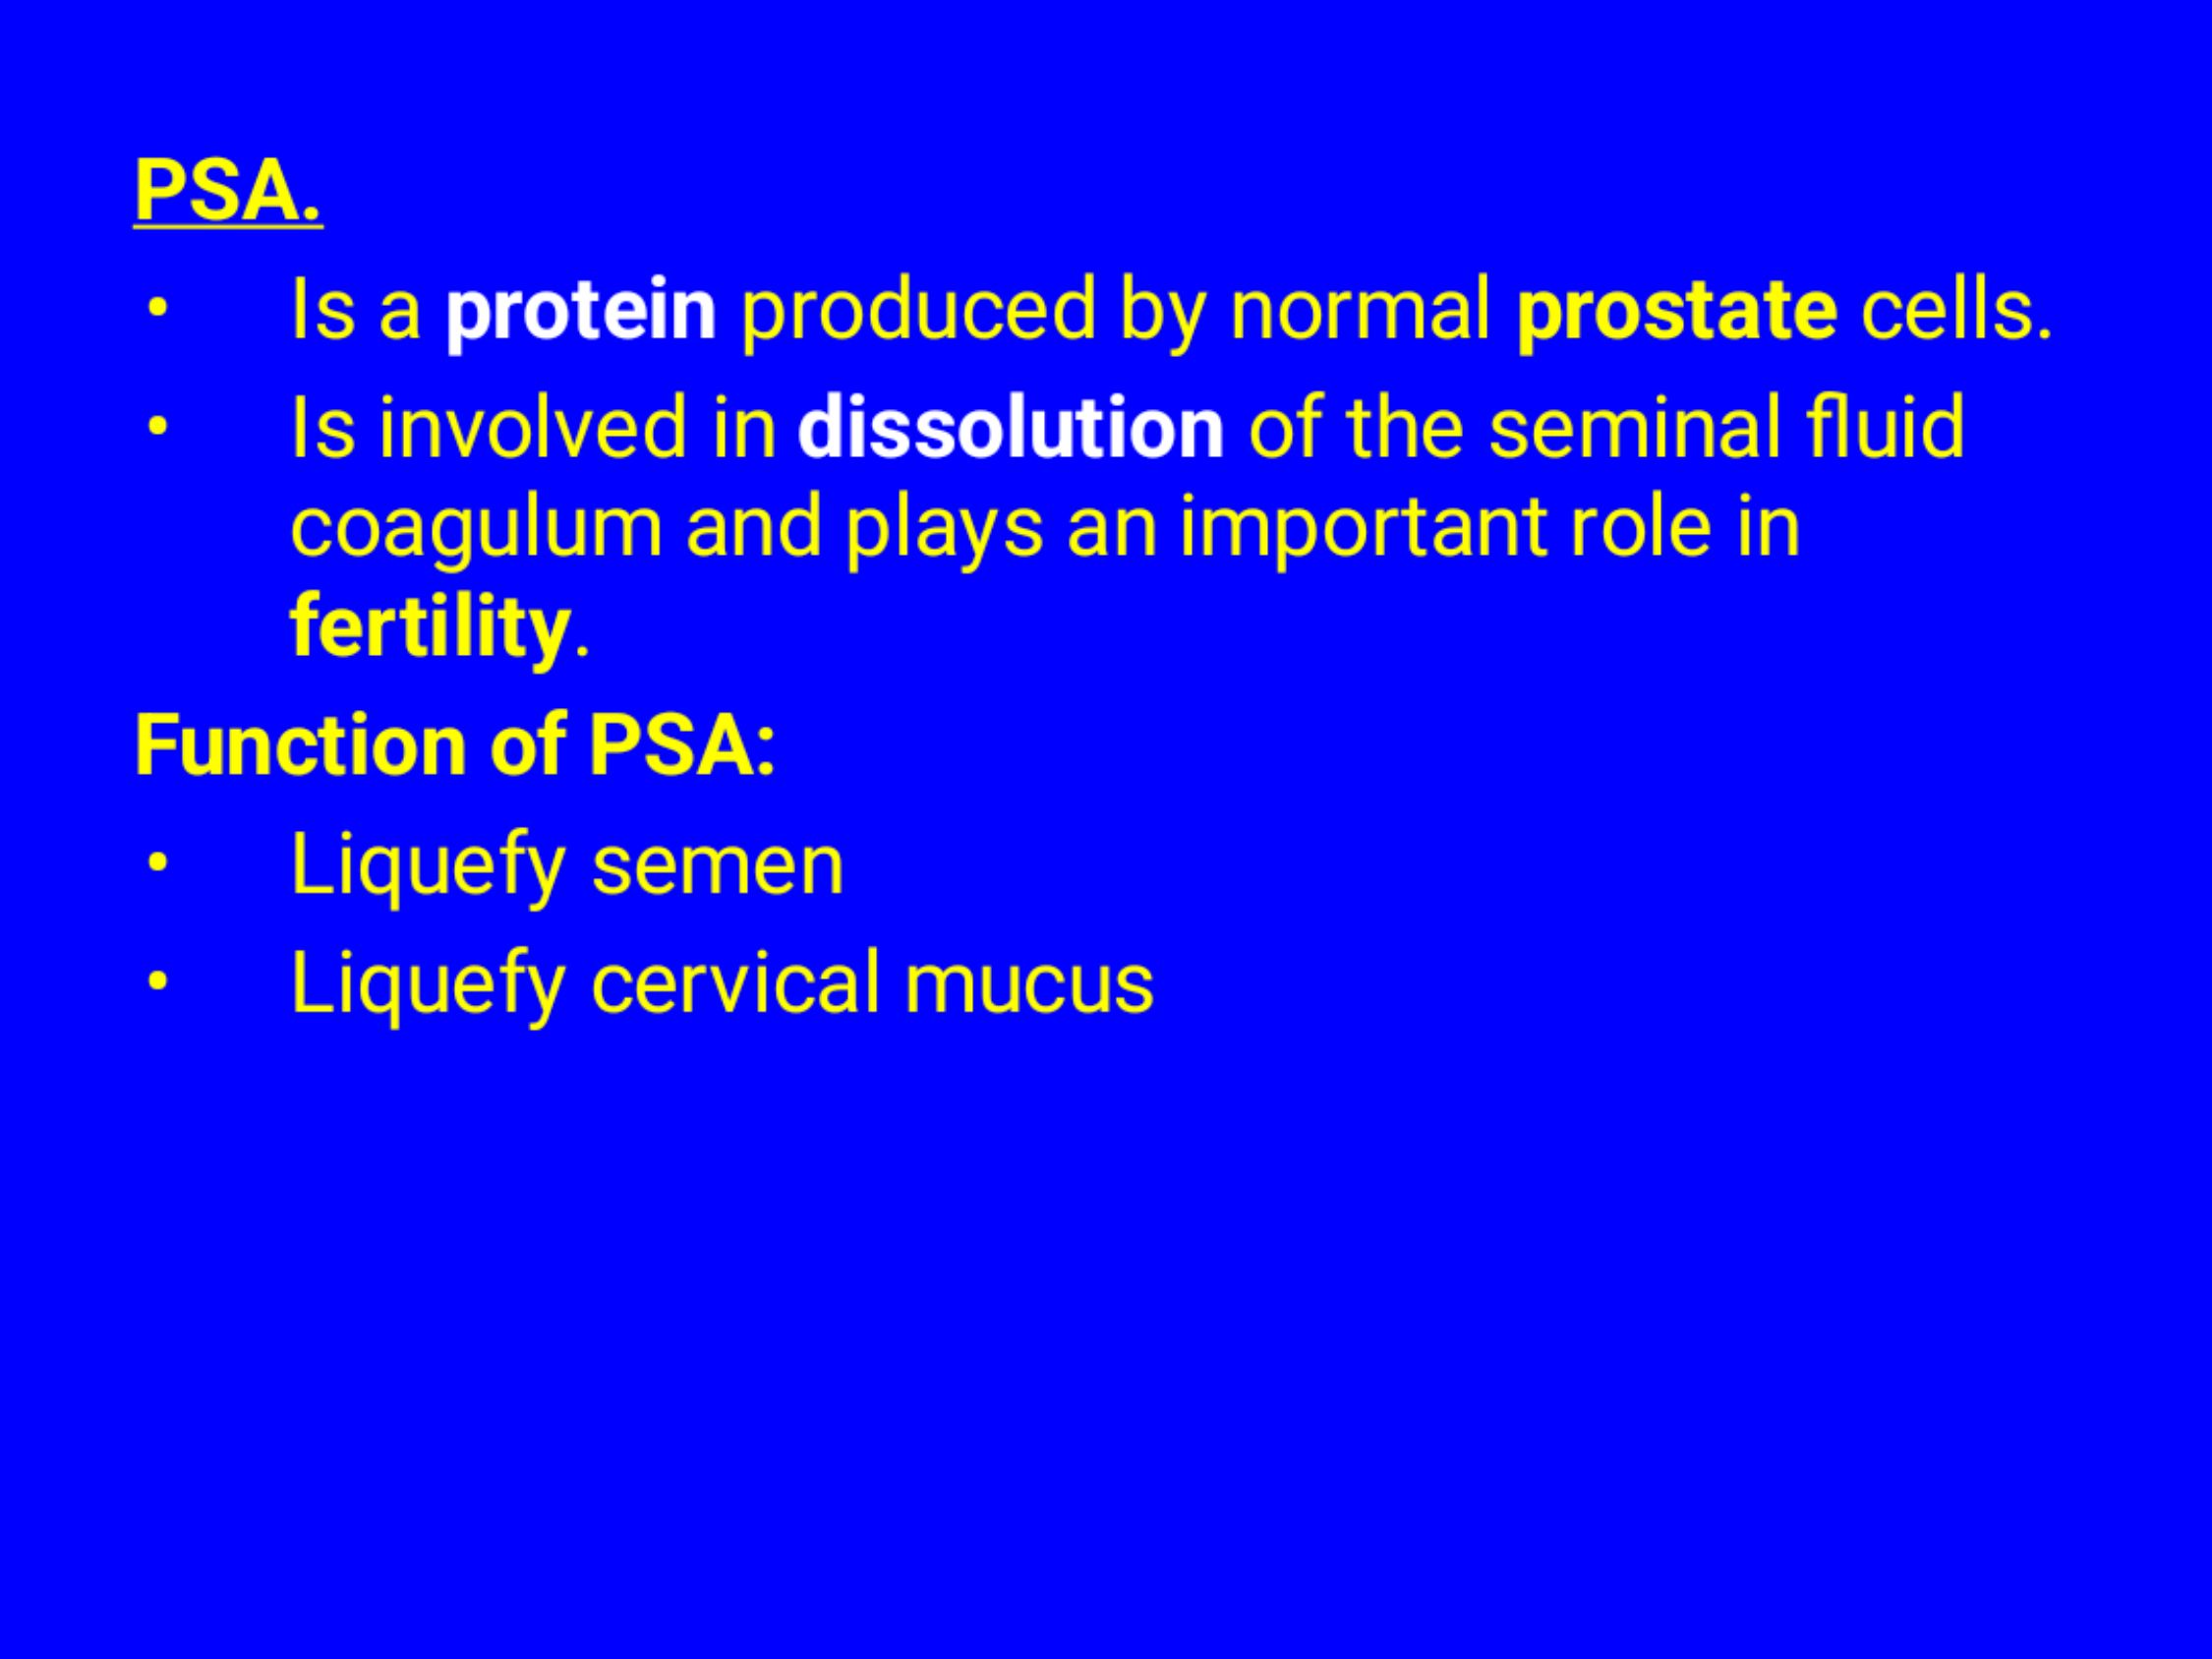 PSA.
• Is a protein produced by normal prostate cells.
• Is involved in dissolution of the seminal fluid
coagulum and plays an important role in
fertility.
Function of PSA:
• Liquefy semen
• Liquefy cervical mucus